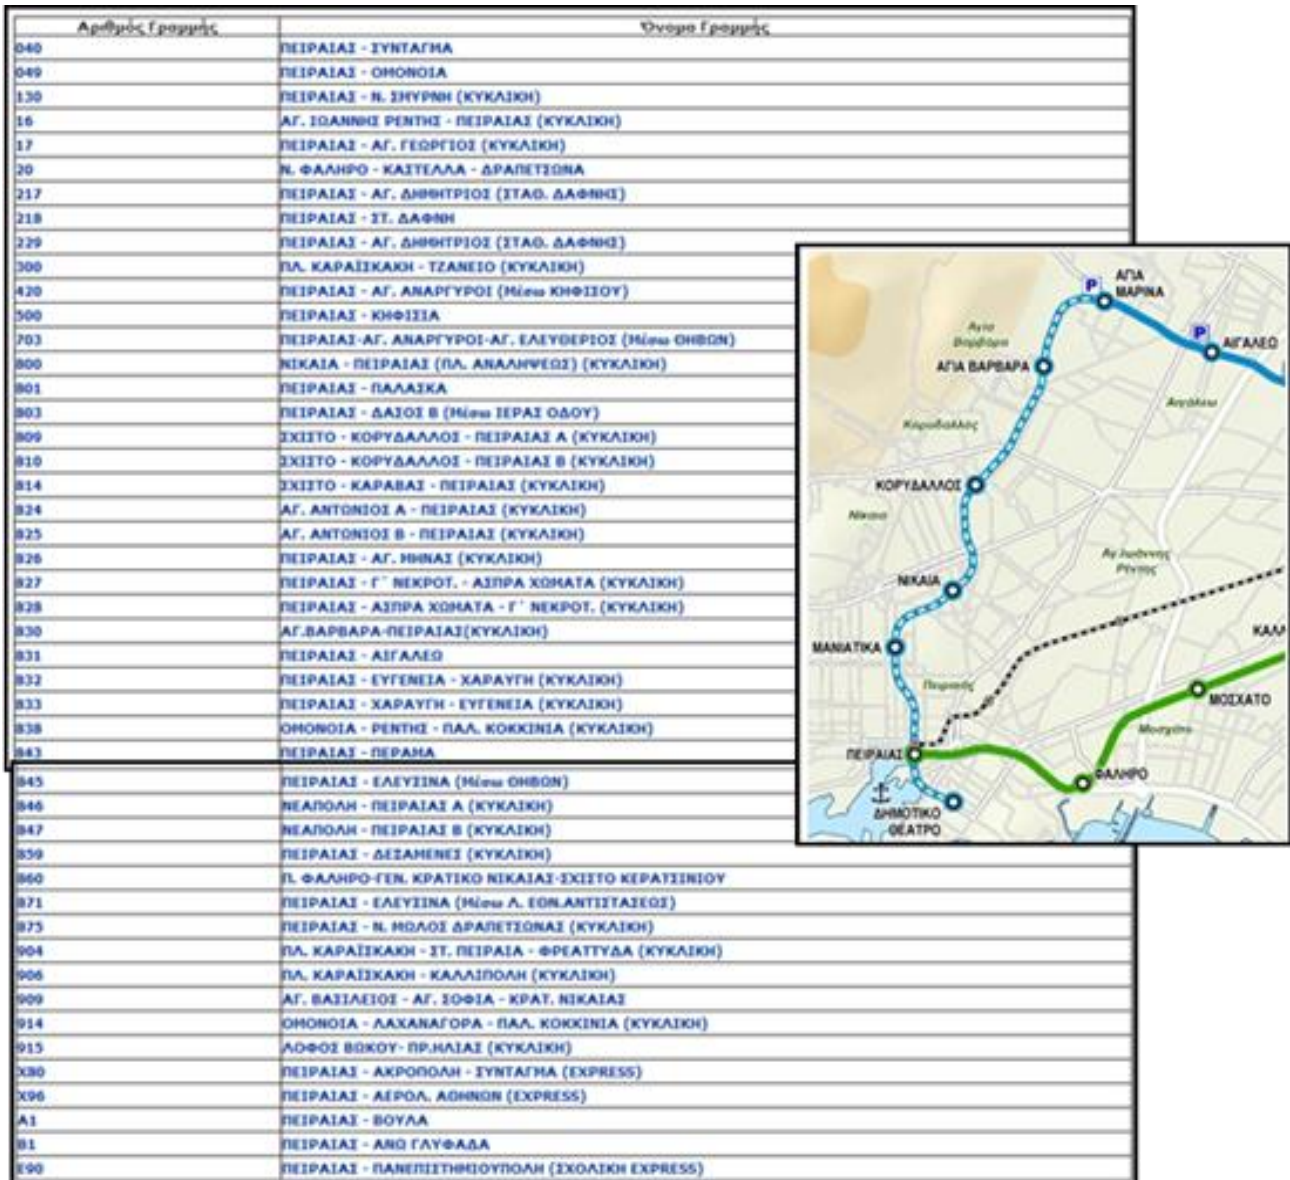 Αριθμός Γραμμής Όνομα Γραμμής
040 ΠΕΙΡΑΙΑΣ - ΣΥΝΤΑΓΜΑ
049 ΠΕΙΡΑΙΑΣ - ΟΜΟΝΟΙΑ
130 ΠΕΙΡΑΙΑΣ - Ν. ΣΜΥΡΝΗ (ΚΥΚΛΙΚΗ)
16 ΑΓ. ΙΩΑΝΝΗΣ ΡΕΝΤΗΣ - ΠΕΙΡΑΙΑΣ (ΚΥΚΛΙΚΗ)
17 ΠΕΙΡΑΙΑΣ - ΑΓ. ΓΕΩΡΓΙΟΣ (ΚΥΚΛΙΚΗ)
20 Ν. ΦΑΛΗΡΟ - ΚΑΣΤΕΛΛΑ - ΔΡΑΠΕΤΣΩΝΑ
217 ΠΕΙΡΑΙΑΣ - ΑΓ. ΔΗΜΗΤΡΙΟΣ (ΣΤΑΘ. ΔΑΦΝΗΣ)
218 ΠΕΙΡΑΙΑΣ - ΣΤ. ΔΑΦΝΗ
229 ΠΕΙΡΑΙΑΣ - ΑΓ. ΔΗΜΗΤΡΙΟΣ (ΣΤΑΘ. ΔΑΦΝΗΣ)
300 ΠΛ. ΚΑΡΑΪΣΚΑΚΗ - ΤΖΑΝΕΙΟ (ΚΥΚΛΙΚΗ)
420 ΠΕΙΡΑΙΑΣ - ΑΓ. ΑΝΑΡΓΥΡΟΙ (Μέσω ΚΗΦΙΣΟΥ)
500 ΠΕΙΡΑΙΑΣ - ΚΗΦΙΣΙΑ
703 ΠΕΙΡΑΙΑΣ-ΑΓ. ΑΝΑΡΓΥΡΟΙ-ΑΓ. ΕΛΕΥΘΕΡΙΟΣ (Μέσω ΘΗΒΩΝ)
800 ΝΙΚΑΙΑ - ΠΕΙΡΑΙΑΣ (ΠΛ. ΑΝΑΛΗΨΕΩΣ) (ΚΥΚΛΙΚΗ)
801 ΠΕΙΡΑΙΑΣ - ΠΑΛΑΣΚΑ
803 ΠΕΙΡΑΙΑΣ - ΔΑΣΟΣ Β (Μέσω ΙΕΡΑΣ ΟΔΟΥ)
809 ΣΧΙΣΤΟ - ΚΟΡΥΔΑΛΛΟΣ - ΠΕΙΡΑΙΑΣ Α (ΚΥΚΛΙΚΗ)
810 ΣΧΙΣΤΟ - ΚΟΡΥΔΑΛΛΟΣ - ΠΕΙΡΑΙΑΣ Β (ΚΥΚΛΙΚΗ)
814 ΣΧΙΣΤΟ - ΚΑΡΑΒΑΣ - ΠΕΙΡΑΙΑΣ (ΚΥΚΛΙΚΗ)
824 ΑΓ. ΑΝΤΩΝΙΟΣ Α - ΠΕΙΡΑΙΑΣ (ΚΥΚΛΙΚΗ)
825 ΑΓ. ΑΝΤΩΝΙΟΣ Β - ΠΕΙΡΑΙΑΣ (ΚΥΚΛΙΚΗ)
826 ΠΕΙΡΑΙΑΣ - ΑΓ. ΜΗΝΑΣ (ΚΥΚΛΙΚΗ)
827 ΠΕΙΡΑΙΑΣ - Γ΄ ΝΕΚΡΟΤ. - ΑΣΠΡΑ ΧΩΜΑΤΑ (ΚΥΚΛΙΚΗ)
828 ΠΕΙΡΑΙΑΣ - ΑΣΠΡΑ ΧΩΜΑΤΑ - Γ΄ ΝΕΚΡΟΤ. (ΚΥΚΛΙΚΗ)
830 ΑΓ.ΒΑΡΒΑΡΑ-ΠΕΙΡΑΙΑΣ(ΚΥΚΛΙΚΗ)
831 ΠΕΙΡΑΙΑΣ - ΑΙΓΑΛΕΩ
832 ΠΕΙΡΑΙΑΣ - ΕΥΓΕΝΕΙΑ - ΧΑΡΑΥΓΗ (ΚΥΚΛΙΚΗ)
833 ΠΕΙΡΑΙΑΣ - ΧΑΡΑΥΓΗ - ΕΥΓΕΝΕΙΑ (ΚΥΚΛΙΚΗ)
838 ΟΜΟΝΟΙΑ - ΡΕΝΤΗΣ - ΠΑΛ. ΚΟΚΚΙΝΙΑ (ΚΥΚΛΙΚΗ)
843 ΠΕΙΡΑΙΑΣ - ΠΕΡΑΜΑ
845 ΠΕΙΡΑΙΑΣ - ΕΛΕΥΣΙΝΑ (Μέσω ΘΗΒΩΝ)
846 ΝΕΑΠΟΛΗ - ΠΕΙΡΑΙΑΣ Α (ΚΥΚΛΙΚΗ)
847 ΝΕΑΠΟΛΗ - ΠΕΙΡΑΙΑΣ Β (ΚΥΚΛΙΚΗ)
859 ΠΕΙΡΑΙΑΣ - ΔΕΞΑΜΕΝΕΣ (ΚΥΚΛΙΚΗ)
860 Π. ΦΑΛΗΡΟ-ΓΕΝ. ΚΡΑΤΙΚΟ ΝΙΚΑΙΑΣ-ΣΧΙΣΤΟ ΚΕΡΑΤΣΙΝΙΟΥ
871 ΠΕΙΡΑΙΑΣ - ΕΛΕΥΣΙΝΑ (Μέσω Λ. ΕΘΝ.ΑΝΤΙΣΤΑΣΕΩΣ)
875 ΠΕΙΡΑΙΑΣ - Ν. ΜΩΛΟΣ ΔΡΑΠΕΤΣΩΝΑΣ (ΚΥΚΛΙΚΗ)
904 ΠΛ. ΚΑΡΑΪΣΚΑΚΗ - ΣΤ. ΠΕΙΡΑΙΑ - ΦΡΕΑΤΤΥΔΑ (ΚΥΚΛΙΚΗ)
906 ΠΛ. ΚΑΡΑΪΣΚΑΚΗ - ΚΑΛΛΙΠΟΛΗ (ΚΥΚΛΙΚΗ)
909 ΑΓ. ΒΑΣΙΛΕΙΟΣ - ΑΓ. ΣΟΦΙΑ - ΚΡΑΤ. ΝΙΚΑΙΑΣ
914 ΟΜΟΝΟΙΑ - ΛΑΧΑΝΑΓΟΡΑ - ΠΑΛ. ΚΟΚΚΙΝΙΑ (ΚΥΚΛΙΚΗ)
915 ΛΟΦΟΣ ΒΩΚΟΥ- ΠΡ.ΗΛΙΑΣ (ΚΥΚΛΙΚΗ)
X80 ΠΕΙΡΑΙΑΣ - ΑΚΡΟΠΟΛΗ - ΣΥΝΤΑΓΜΑ (EXPRESS)
X96 ΠΕΙΡΑΙΑΣ - ΑΕΡΟΛ. ΑΘΗΝΩΝ (EXPRESS)
Α1 ΠΕΙΡΑΙΑΣ - ΒΟΥΛΑ
Β1 ΠΕΙΡΑΙΑΣ - ΑΝΩ ΓΛΥΦΑΔΑ
Ε90 ΠΕΙΡΑΙΑΣ - ΠΑΝΕΠΙΣΤΗΜΙΟΥΠΟΛΗ (ΣΧΟΛΙΚΗ EXPRESS)
P ΑΓΙΑ
ΜΑΡΙΝΑ
P
Αγία
Βαρβάρα
ΑΙΓΑΛΕΩ
ΑΓΙΑ ΒΑΡΒΑΡΑ
Αιγάλεω
Κορυδαλλός
ΚΟΡΥΔΑΛΛΟΣ
Νίκαια
Αγ Ιωάννης
Ρέντης
ΝΙΚΑΙΑ
ΚΑΛΛ
ΜΑΝΙΑΤΙΚΑ
Πειραιάς
ΜΟΣΧΑΤΟ
Μοσχάτο
ΠΕΙΡΑΙΑΣ
ΦΑΛΗΡΟ
ΔΗΜΟΤΙΚΟ
ΘΕΑΤΡΟ